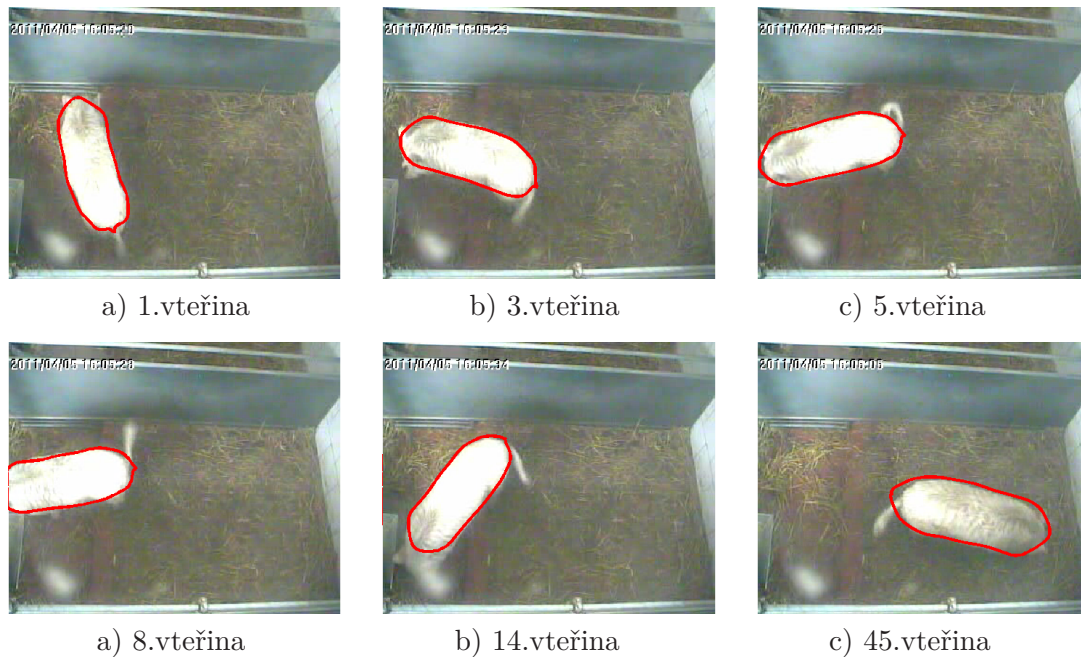 2011/04/05 16:05:20
2011/04/05 16:05:23
2011/04/05 16:05:25
a) 1.vteřina
b) 3.vteřina
c) 5.vteřina
2011/04/05 16:05:28
2011/04/05 16:05:34
2011/04/05 16:06:05
a) 8.vteřina
b) 14.vteřina
c) 45.vteřina